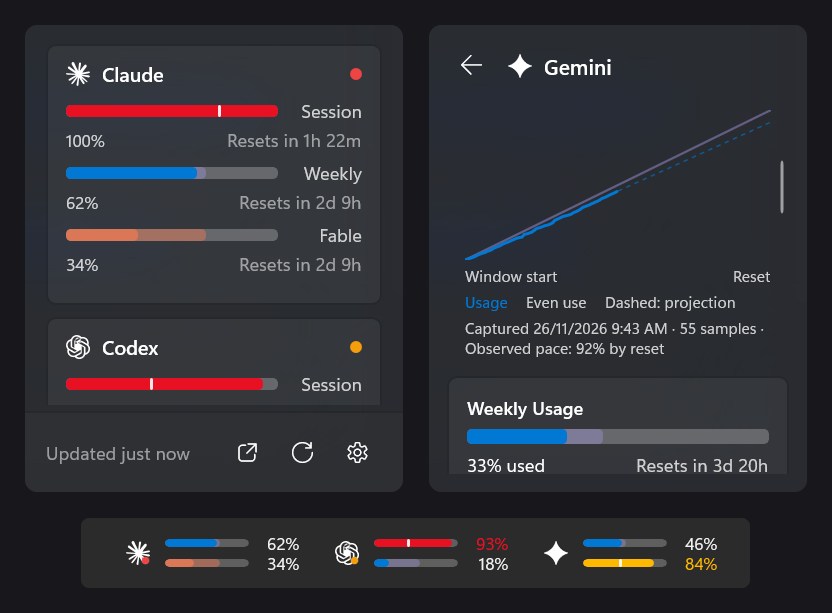 Claude
Session
100% Resets in 1h 22m
Weekly
62% Resets in 2d 9h
Fable
34% Resets in 2d 9h
Codex
Session
Updated just now
Gemini
Window start Reset
Usage Even use Dashed: projection
Captured 26/11/2026 9:43 AM · 55 samples ·
Observed pace: 92% by reset
Weekly Usage
33% used Resets in 3d 20h
62% 93% 46%
34% 18% 84%